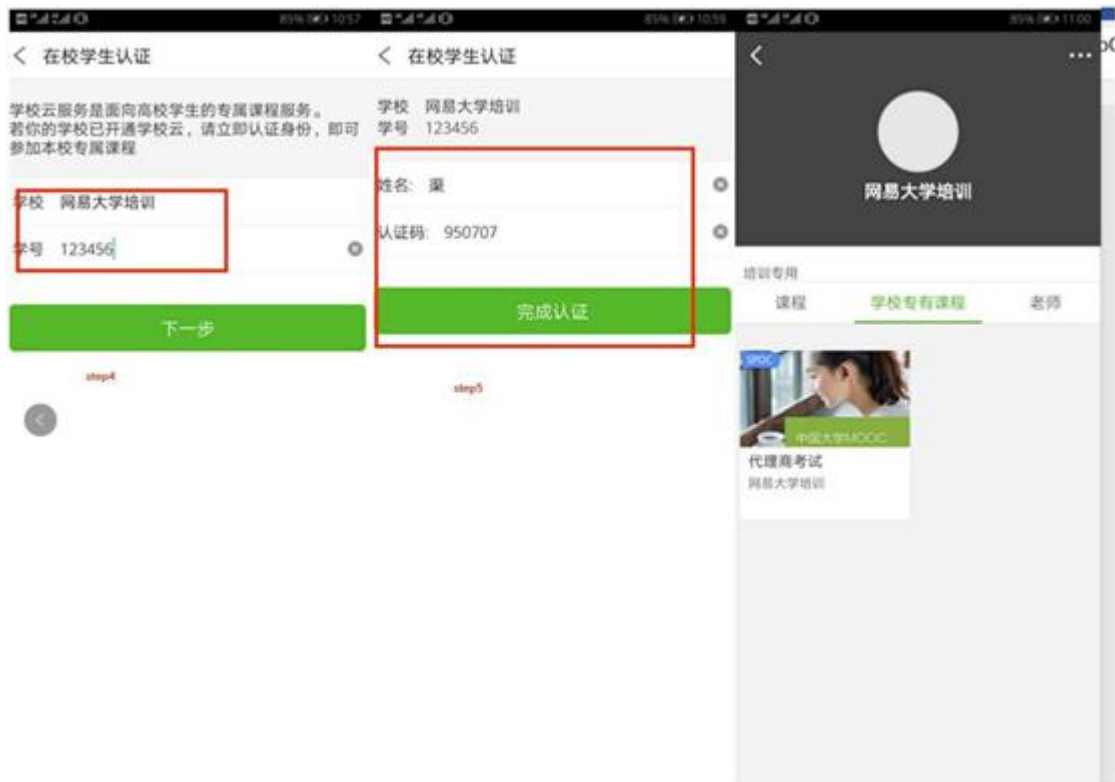 85% 10:57
在校学生认证
学校云服务是面向高校学生的专属课程服务。
若你的学校已开通学校云，请立即认证身份，即可
参加本校专属课程
学校 网易大学培训
学号 123456
下一步
step4
85% 10:59
在校学生认证
学校 网易大学培训
学号 123456
姓名: 渠
认证码: 950707
完成认证
step5
85% 11:00
网易大学培训
培训专用
课程 学校专有课程 老师
SPOC
中国大学MOOC
代理商考试
网易大学培训